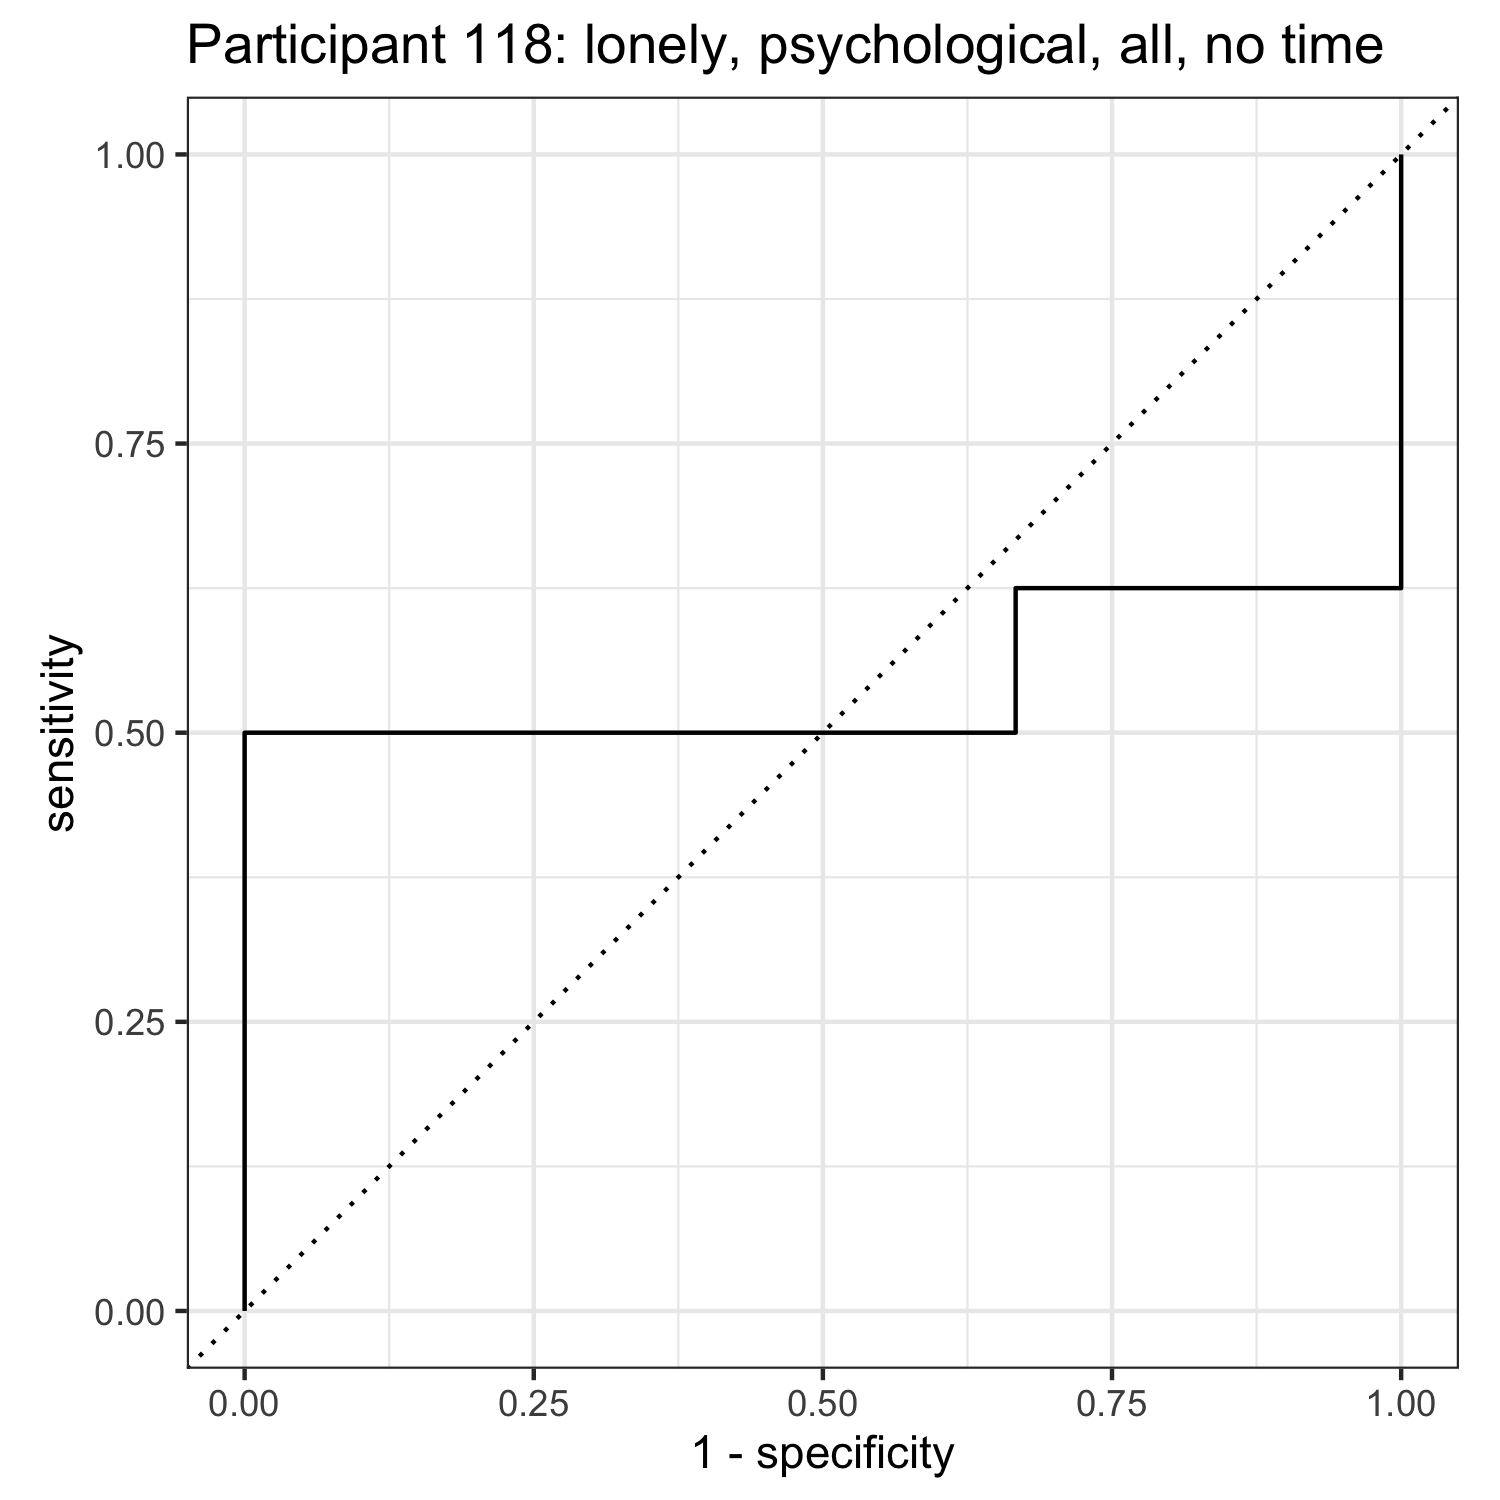 Participant 118: lonely, psychological, all, no time
1.00
0.75
0.50
0.25
0.00
sensitivity
0.00 0.25 0.50 0.75 1.00
1 - specificity